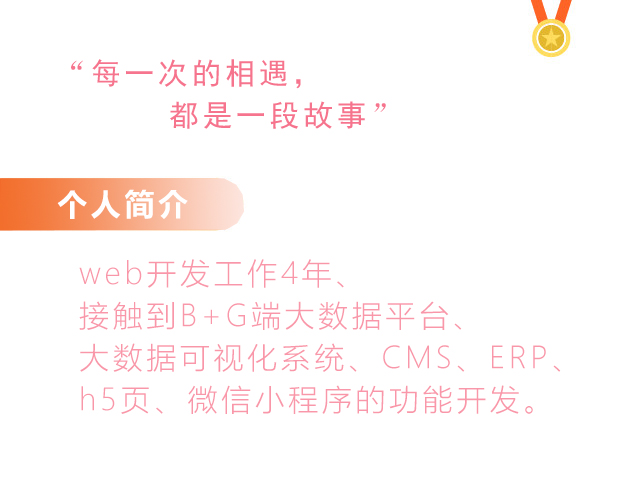 “每一次的相遇，
都是一段故事”
个人简介
web开发工作4年、
接触到B+G端大数据平台、
大数据可视化系统、CMS、ERP、
h5页、微信小程序的功能开发。